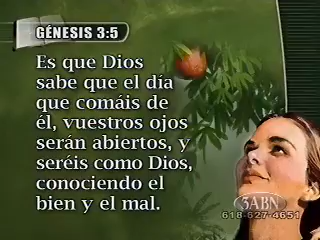 GÉNESIS 3:5
Es que Dios
sabe que el día
que comáis de
él, vuestros ojos
serán abiertos, y
seréis como Dios,
conociendo el
bien y el mal.
3ABN
618-627-4651